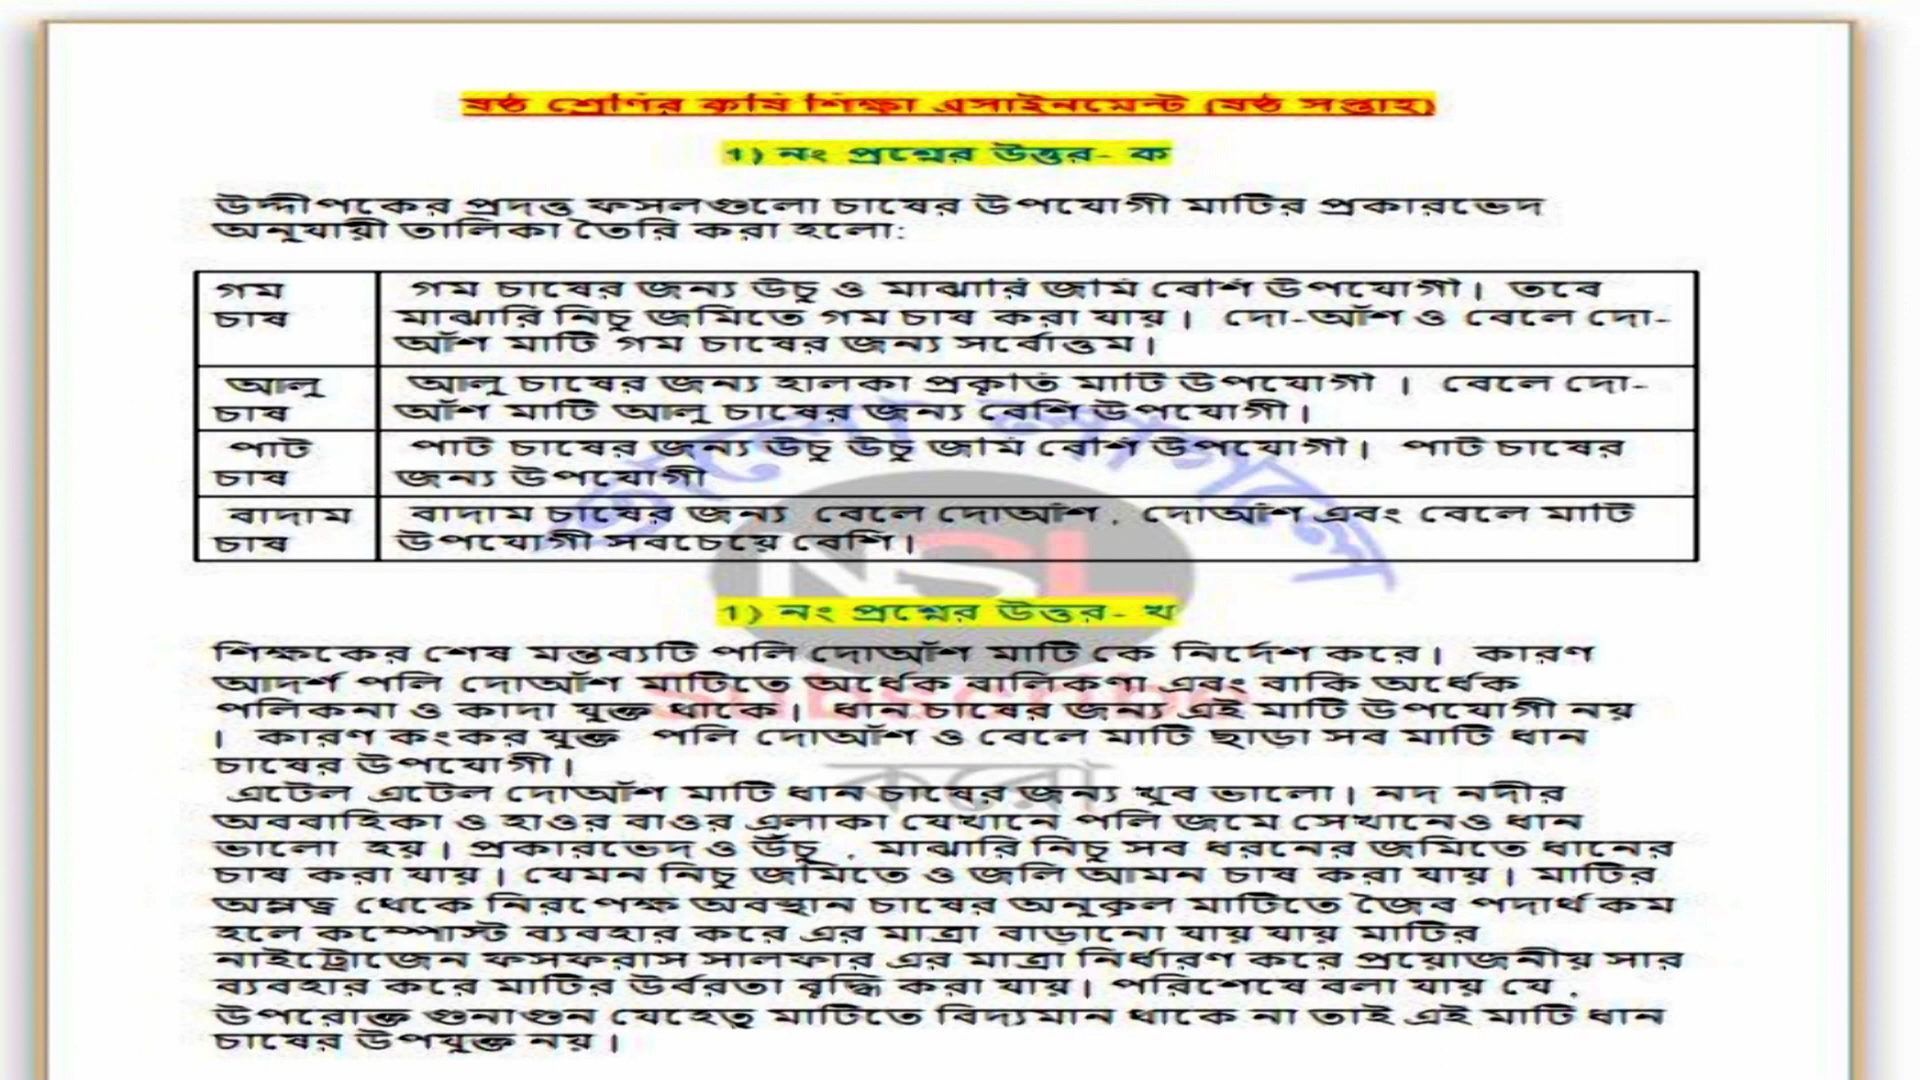 ষষ্ঠ শ্রেণির কৃষি শিক্ষা এসাইনমেন্ট (ষষ্ঠ সপ্তাহ)
1) নং প্রশ্নের উত্তর- ক
উদ্দীপকের প্রদত্ত ফসলগুলো চাষের উপযোগী মাটির প্রকারভেদ
অনুযায়ী তালিকা তৈরি করা হলো:
গম
চাষ
গম চাষের জন্য উচু ও মাঝারি জমি বেশি উপযোগী। তবে
মাঝারি নিচু জমিতে গম চাষ করা যায়। দো-আঁশ ও বেলে দো-
আঁশ মাটি গম চাষের জন্য সর্বোত্তম।
আলু
চাষ
আলু চাষের জন্য হালকা প্রকৃতি মাটি উপযোগী । বেলে দো-
আঁশ মাটি আলু চাষের জন্য বেশি উপযোগী।
পাট
চাষ
পাট চাষের জন্য উচু উচু জমি বেশি উপযোগী। পাট চাষের
জন্য উপযোগী
বাদাম
চাষ
বাদাম চাষের জন্য বেলে দোআঁশ , দোআঁশ এবং বেলে মাটি
উপযোগী সবচেয়ে বেশি।
NSL
1) নং প্রশ্নের উত্তর- খ
শিক্ষকের শেষ মন্তব্যটি পলি দোআঁশ মাটি কে নির্দেশ করে। কারণ
আদর্শ পলি দোআঁশ মাটিতে অর্ধেক বালিকণা এবং বাকি অর্ধেক
Subscribe
পলিকনা ও কাদা যুক্ত থাকে। ধান চাষের জন্য এই মাটি উপযোগী নয়
। কারণ কংকর যুক্ত পলি দোআঁশ ও বেলে মাটি ছাড়া সব মাটি ধান
চাষের উপযোগী।
করো
এটেল এটেল দোআঁশ মাটি ধান চাষের জন্য খুব ভালো। নদ নদীর
অববাহিকা ও হাওর বাওর এলাকা যেখানে পলি জমে সেখানেও ধান
ভালো হয়। প্রকারভেদ ও উঁচু , মাঝারি নিচু সব ধরনের জমিতে ধানের
চাষ করা যায়। যেমন নিচু জমিতে ও জলি আমন চাষ করা যায়। মাটির
অম্লত্ব থেকে নিরপেক্ষ অবস্থান চাষের অনুকূল মাটিতে জৈব পদার্থ কম
হলে কম্পোস্ট ব্যবহার করে এর মাত্রা বাড়ানো যায় যায় মাটির
নাইট্রোজেন ফসফরাস সালফার এর মাত্রা নির্ধারণ করে প্রয়োজনীয় সার
ব্যবহার করে মাটির উর্বরতা বৃদ্ধি করা যায়। পরিশেষে বলা যায় যে ,
উপরোক্ত গুনাগুন যেহেতু মাটিতে বিদ্যমান থাকে না তাই এই মাটি ধান
চাষের উপযুক্ত নয়।